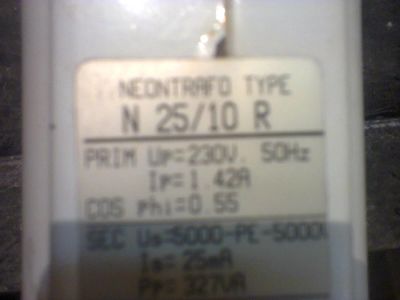 NEONTRAFO TYPE
N 25/10 R
PRIM Up=230V. 50Hz
Ip=1.42A
COS phi=0.55
SEC Us=5000-PE-5000V
Is= 25mA
Pp= 327VA